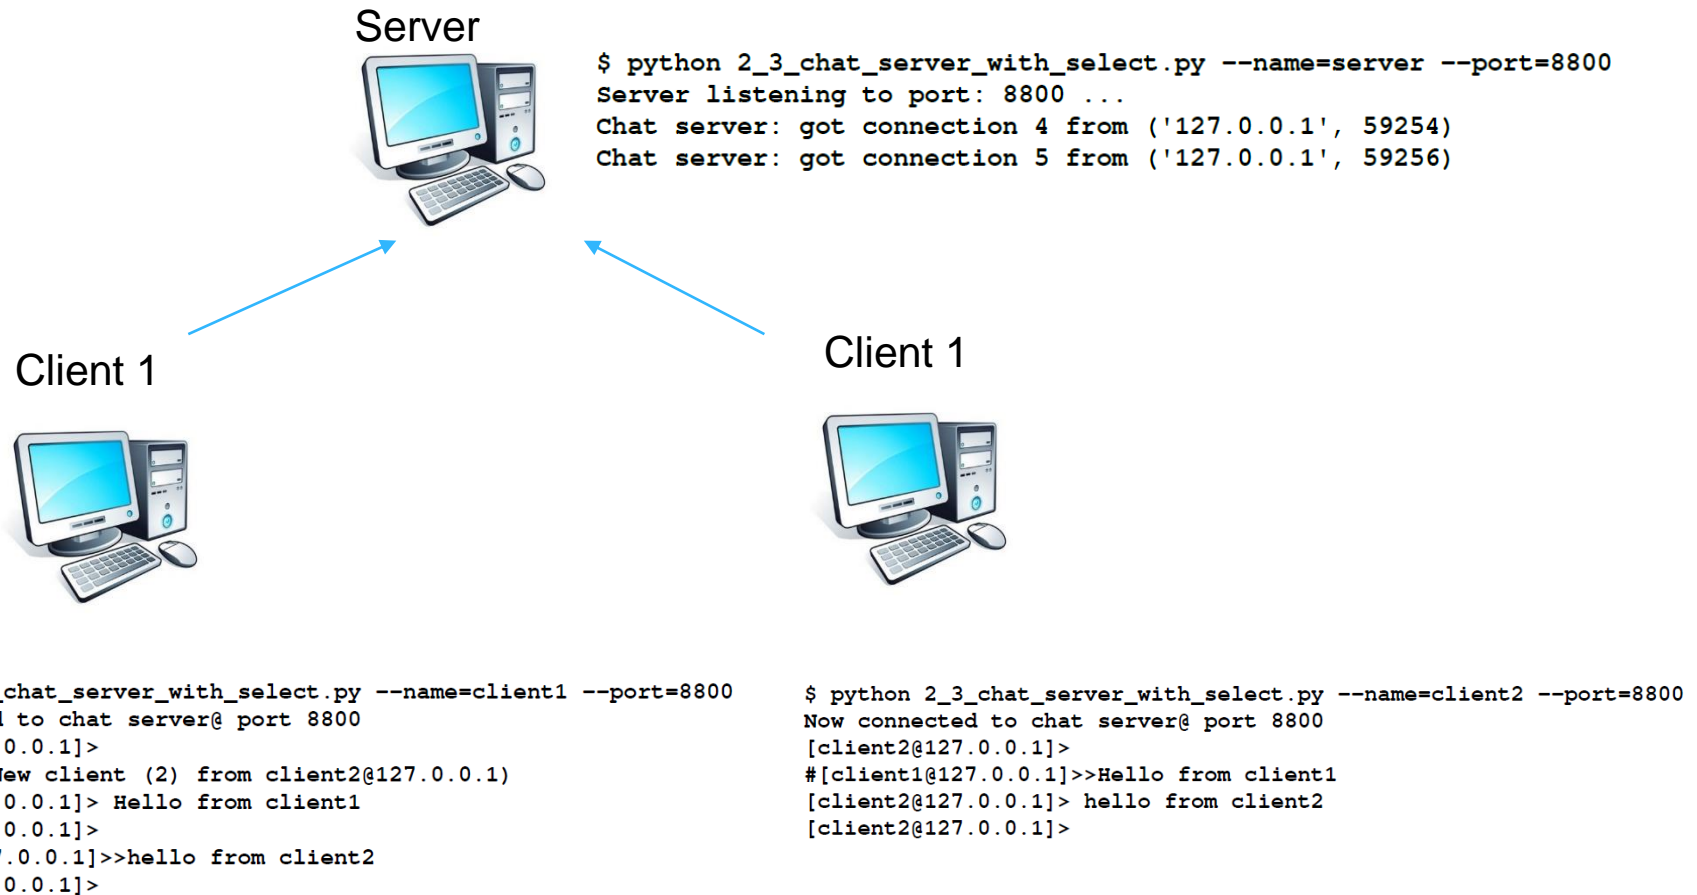 Server
$ python 2_3_chat_server_with_select.py --name=server --port=8800
Server listening to port: 8800 ...
Chat server: got connection 4 from ('127.0.0.1', 59254)
Chat server: got connection 5 from ('127.0.0.1', 59256)
Client 1
Client 1
_chat_server_with_select.py --name=client1 --port=8800
to chat server@ port 8800
0.0.1]>
New client (2) from client2@127.0.0.1)
0.0.1]> Hello from client1
0.0.1]>
.0.0.1]>>hello from client2
0.0.1]>
$ python 2_3_chat_server_with_select.py --name=client2 --port=8800
Now connected to chat server@ port 8800
[client2@127.0.0.1]>
#[client1@127.0.0.1]>>Hello from client1
[client2@127.0.0.1]> hello from client2
[client2@127.0.0.1]>